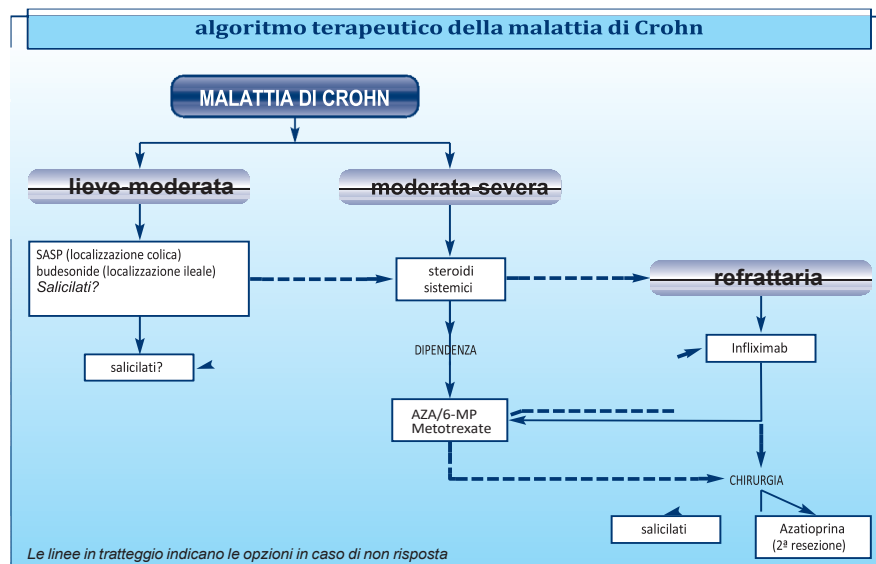 algoritmo terapeutico della malattia di Crohn
MALATTIA DI CROHN
lieve-moderata
moderata-severa
SASP (localizzazione colica)
budesonide (localizzazione ileale)
Salicilati?
steroidi
sistemici
refrattaria
DIPENDENZA
Infliximab
salicilati?
AZA/6-MP
Metotrexate
CHIRURGIA
salicilati
Azatioprina
(2ª resezione)
Le linee in tratteggio indicano le opzioni in caso di non risposta